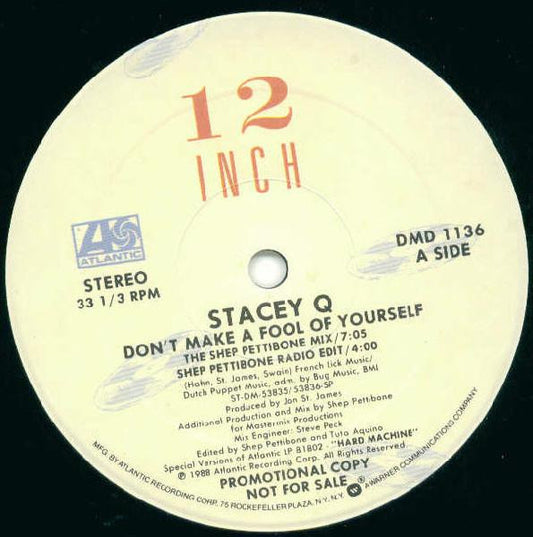 12
INCH
ATLANTIC
STEREO
33 1/3 RPM
DMD 1136
A SIDE
STACEY Q
DON'T MAKE A FOOL OF YOURSELF
THE SHEP PETTIBONE MIX/7:05
SHEP PETTIBONE RADIO EDIT/4:00
(Hahn, St. James, Swain) French lick Music/
Dutch Puppet Music, adm. by Bug Music, BMI
ST-DM-53835/53836-SP
Produced by Jon St. James
Additional Production and Mix by Shep Pettibone
for Mastermix Productions
Mix Engineer: Steve Peck
Edited by Shep Pettibone and Tuta Aquino
Special Versions of Atlantic LP 81802 - "HARD MACHINE"
℗ 1988 Atlantic Recording Corp. All Rights Reserved.
PROMOTIONAL COPY
NOT FOR SALE
MFG. BY ATLANTIC RECORDING CORP. 75 ROCKEFELLER PLAZA, N.Y. N.Y. A WARNER COMMUNICATIONS COMPANY